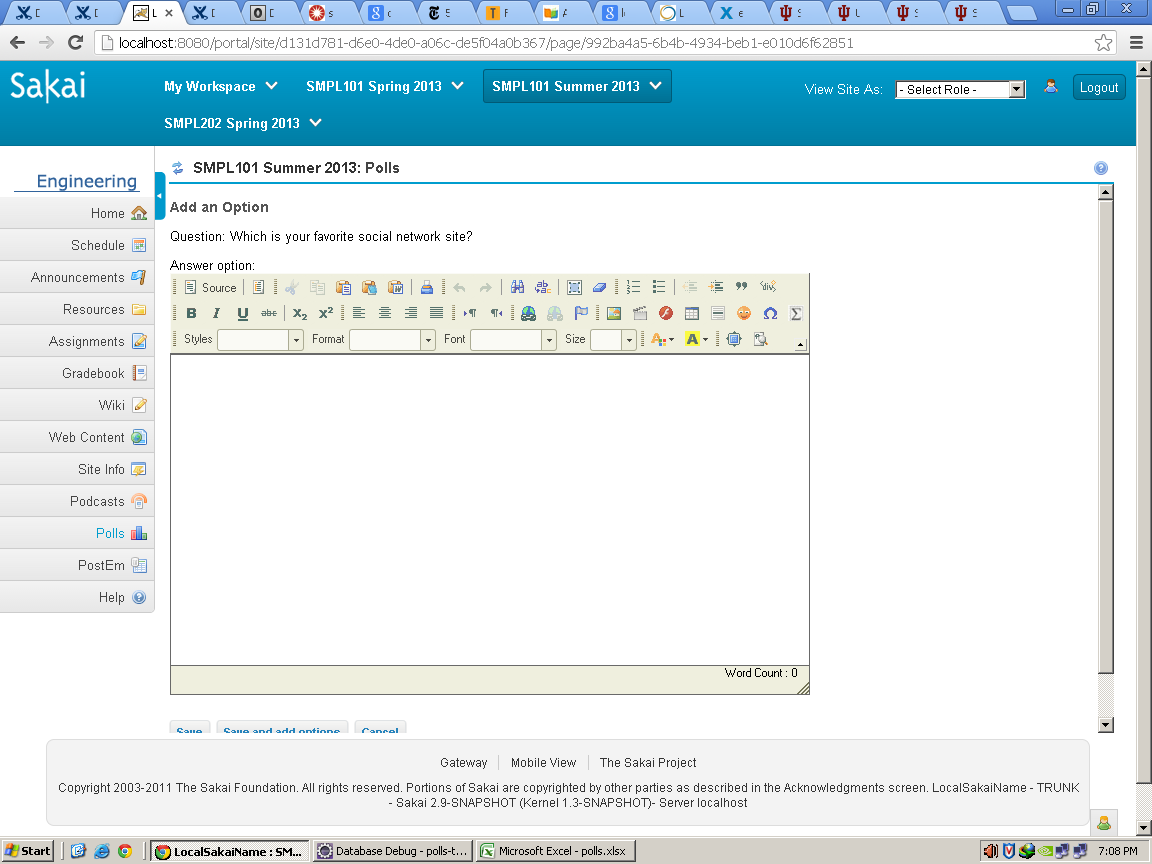 localhost:8080/portal/site/d131d781-d6e0-4de0-a06c-de5f04a0b367/page/992ba4a5-6b4b-4934-beb1-e010d6f62851
Sakai
My Workspace SMPL101 Spring 2013 SMPL101 Summer 2013 View Site As: - Select Role - Logout
SMPL202 Spring 2013
Engineering
SMPL101 Summer 2013: Polls
Home
Schedule
Announcements
Resources
Assignments
Gradebook
Wiki
Web Content
Site Info
Podcasts
Polls
PostEm
Help
Add an Option
Question: Which is your favorite social network site?
Answer option:
Source
B I U abc X₂ X²
Styles Format Font Size
Word Count : 0
Save Save and add options Cancel
Gateway Mobile View The Sakai Project
Copyright 2003-2011 The Sakai Foundation. All rights reserved. Portions of Sakai are copyrighted by other parties as described in the Acknowledgments screen. LocalSakaiName - TRUNK
- Sakai 2.9-SNAPSHOT (Kernel 1.3-SNAPSHOT)- Server localhost
Start LocalSakaiName : SM... Database Debug - polls-t... Microsoft Excel - polls.xlsx 7:08 PM